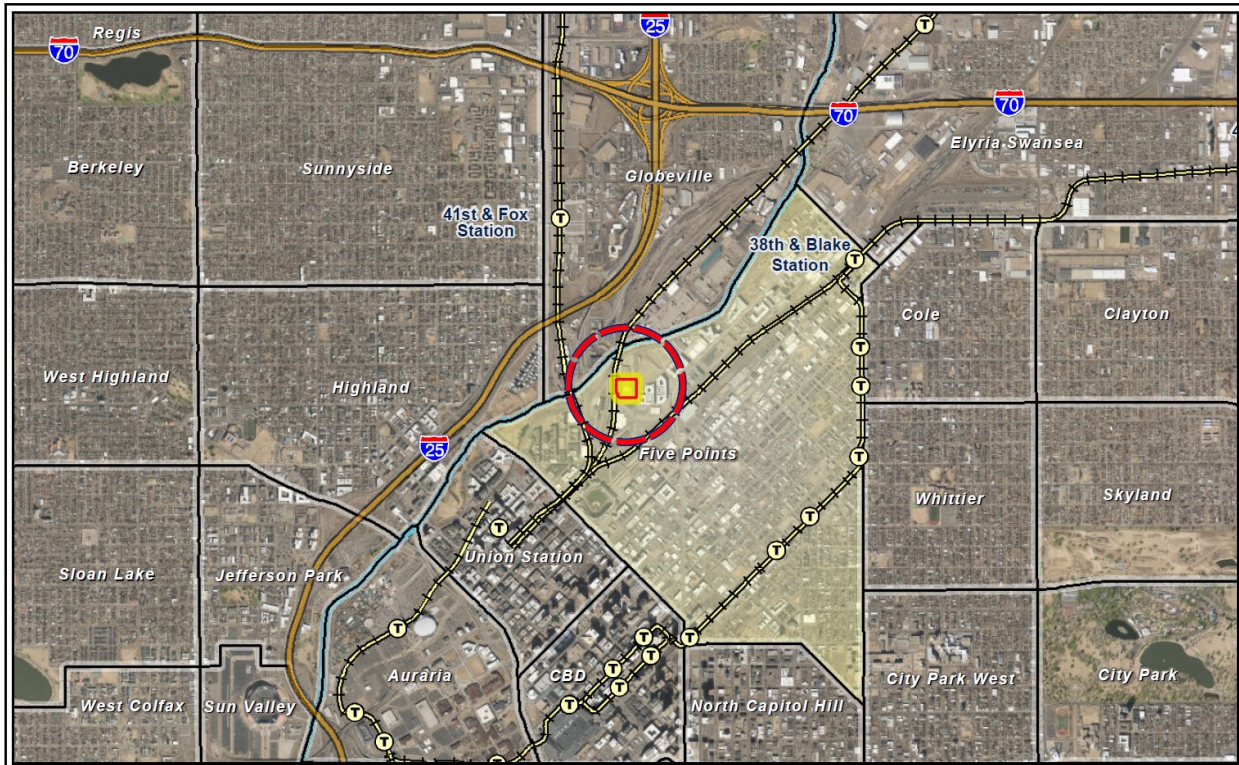 25
Regis
70
70
70
Elyria Swansea
4
Berkeley
Sunnyside
Globeville
41st & Fox
Station
38th & Blake
Station
Cole
Clayton
West Highland
Highland
25
Five Points
Whittier
Skyland
T
T
T
T
T
T
T
T
Union Station
Sloan Lake
Jefferson Park
T
T
T
T
T
T
T
T
T
T
Auraria
CBD
City Park West
City Park
West Colfax
Sun Valley
North Capitol Hill